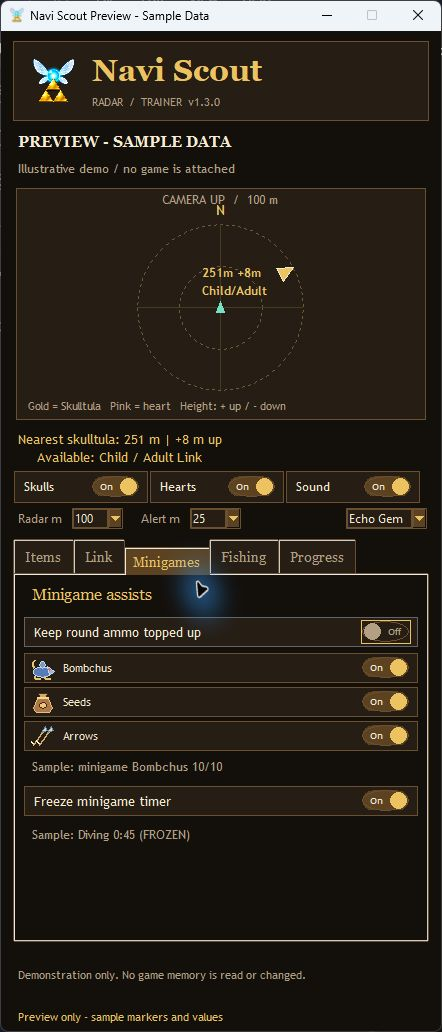 Navi Scout Preview - Sample Data
Navi Scout
RADAR / TRAINER v1.3.0
PREVIEW - SAMPLE DATA
Illustrative demo / no game is attached
CAMERA UP / 100 m
N
251m +8m
Child/Adult
Gold = Skulltula Pink = heart Height: + up / - down
Nearest skulltula: 251 m | +8 m up
Available: Child / Adult Link
Skulls On Hearts On Sound On
Radar m 100 Alert m 25 Echo Gem
Items Link Minigames Fishing Progress
Minigame assists
Keep round ammo topped up Off
Bombchus On
Seeds On
Arrows On
Sample: minigame Bombchus 10/10
Freeze minigame timer On
Sample: Diving 0:45 (FROZEN)
Demonstration only. No game memory is read or changed.
Preview only - sample markers and values